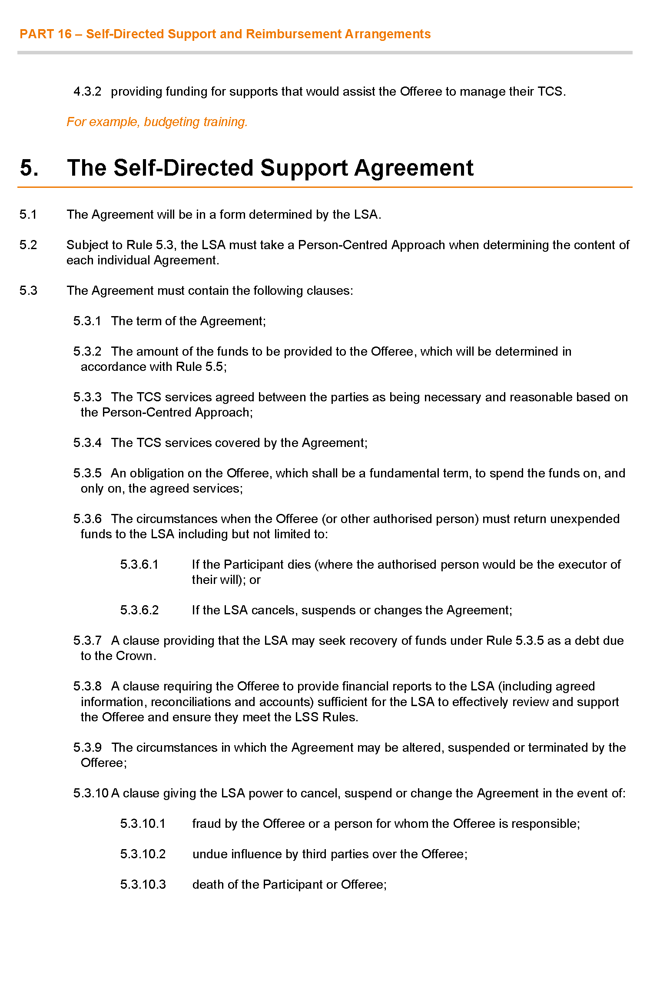 PART 16 – Self-Directed Support and Reimbursement Arrangements
4.3.2 providing funding for supports that would assist the Offeree to manage their TCS.
For example, budgeting training.
5. The Self-Directed Support Agreement
5.1 The Agreement will be in a form determined by the LSA.
5.2 Subject to Rule 5.3, the LSA must take a Person-Centred Approach when determining the content of
each individual Agreement.
5.3 The Agreement must contain the following clauses:
5.3.1 The term of the Agreement;
5.3.2 The amount of the funds to be provided to the Offeree, which will be determined in
accordance with Rule 5.5;
5.3.3 The TCS services agreed between the parties as being necessary and reasonable based on
the Person-Centred Approach;
5.3.4 The TCS services covered by the Agreement;
5.3.5 An obligation on the Offeree, which shall be a fundamental term, to spend the funds on, and
only on, the agreed services;
5.3.6 The circumstances when the Offeree (or other authorised person) must return unexpended
funds to the LSA including but not limited to:
5.3.6.1 If the Participant dies (where the authorised person would be the executor of
their will); or
5.3.6.2 If the LSA cancels, suspends or changes the Agreement;
5.3.7 A clause providing that the LSA may seek recovery of funds under Rule 5.3.5 as a debt due
to the Crown.
5.3.8 A clause requiring the Offeree to provide financial reports to the LSA (including agreed
information, reconciliations and accounts) sufficient for the LSA to effectively review and support
the Offeree and ensure they meet the LSS Rules.
5.3.9 The circumstances in which the Agreement may be altered, suspended or terminated by the
Offeree;
5.3.10 A clause giving the LSA power to cancel, suspend or change the Agreement in the event of:
5.3.10.1 fraud by the Offeree or a person for whom the Offeree is responsible;
5.3.10.2 undue influence by third parties over the Offeree;
5.3.10.3 death of the Participant or Offeree;